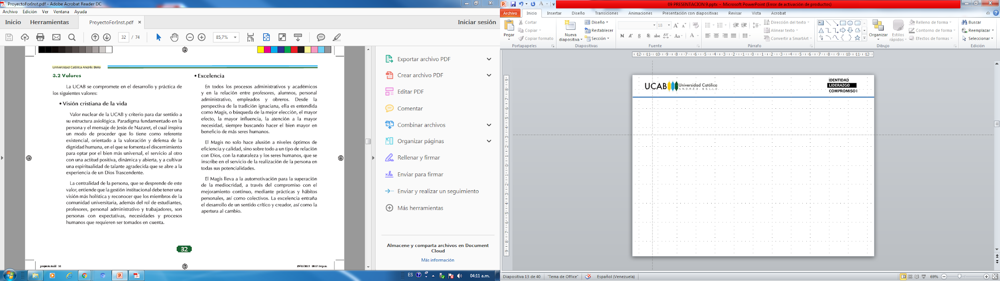 ProyectoForInst.pdf - Adobe Acrobat Reader DC
Archivo Edición Ver Ventana Ayuda
Inicio Herramientas ProyectoForInst.pdf × Iniciar sesión
32 / 74 85,7%
Universidad Católica Andrés Bello
3.2 Valores
La UCAB se compromete en el desarrollo y práctica de
los siguientes valores:
• Visión cristiana de la vida
Valor nuclear de la UCAB y criterio para dar sentido a
su estructura axiológica. Paradigma fundamentado en la
persona y el mensaje de Jesús de Nazaret, el cual inspira
un modo de proceder que lo tiene como referente
existencial, orientado a la valoración y defensa de la
dignidad humana, en el que se fomenta el discernimiento
para optar por el bien más universal, el servicio al otro
con una actitud positiva, dinámica y abierta, y a cultivar
una espiritualidad de talante agradecida que se abre a la
experiencia de un Dios Trascendente.
La centralidad de la persona, que se desprende de este
valor, entiende que la gestión institucional debe tener una
visión más holística y reconocer que los miembros de la
comunidad universitaria, además del rol de estudiantes,
profesores, personal administrativo y trabajadores, son
personas con expectativas, necesidades y procesos
humanos que requieren ser tomados en cuenta.
• Excelencia
En todos los procesos administrativos y académicos
y en la relación entre profesores, alumnos, personal
administrativo, empleados y obreros. Desde la
perspectiva de la tradición ignaciana, ella es entendida
como Magis, o búsqueda de la mejor elección, el mayor
efecto, la mayor influencia, la atención a la mayor
necesidad, siempre buscando hacer el bien mayor en
beneficio de más seres humanos.
El Magis no solo hace alusión a niveles óptimos de
eficiencia y calidad, sino sobre todo a un tipo de relación
con Dios, con la naturaleza y los seres humanos, que se
inscribe en el servicio de la realización de la persona en
todas sus potencialidades.
El Magis lleva a la automotivación para la superación
de la mediocridad, a través del compromiso con el
mejoramiento continuo, mediante prácticas y hábitos
personales, así como colectivos. La excelencia entraña
el desarrollo de un sentido crítico y creador, así como la
apertura al cambio.
32
proyecto.indd 32 29/01/2013 08:57:14 p.m.
Exportar archivo PDF
Crear archivo PDF
Editar PDF
Comentar
Combinar archivos
Organizar páginas
Rellenar y firmar
Enviar para firmar
Enviar y realizar un seguimiento
Más herramientas
Almacene y comparta archivos en Document
Cloud
Más información
ES 04:11 a.m.
09 PRESENTACION 9.pptx - Microsoft PowerPoint (Error de activación de productos)
Archivo Inicio Insertar Diseño Transiciones Animaciones Presentación con diapositivas Revisar Vista Acrobat
Pegar
Cortar
Copiar
Copiar formato
Portapapeles
Nueva
diapositiva
Diseño
Restablecer
Sección
Diapositivas
18
N K S S abc AV Aa A
Fuente
Dirección del texto
Alinear texto
Convertir a SmartArt
Párrafo
Organizar
Estilos
rápidos
Relleno de forma
Contorno de forma
Efectos de formas
Dibujo
Buscar
Reemplazar
Seleccionar
Edición
UCAB Universidad Católica
ANDRÉS BELLO
IDENTIDAD
LIDERAZGO
COMPROMISO
Diapositiva 13 de 40 "Tema de Office" Español (Venezuela) 69%